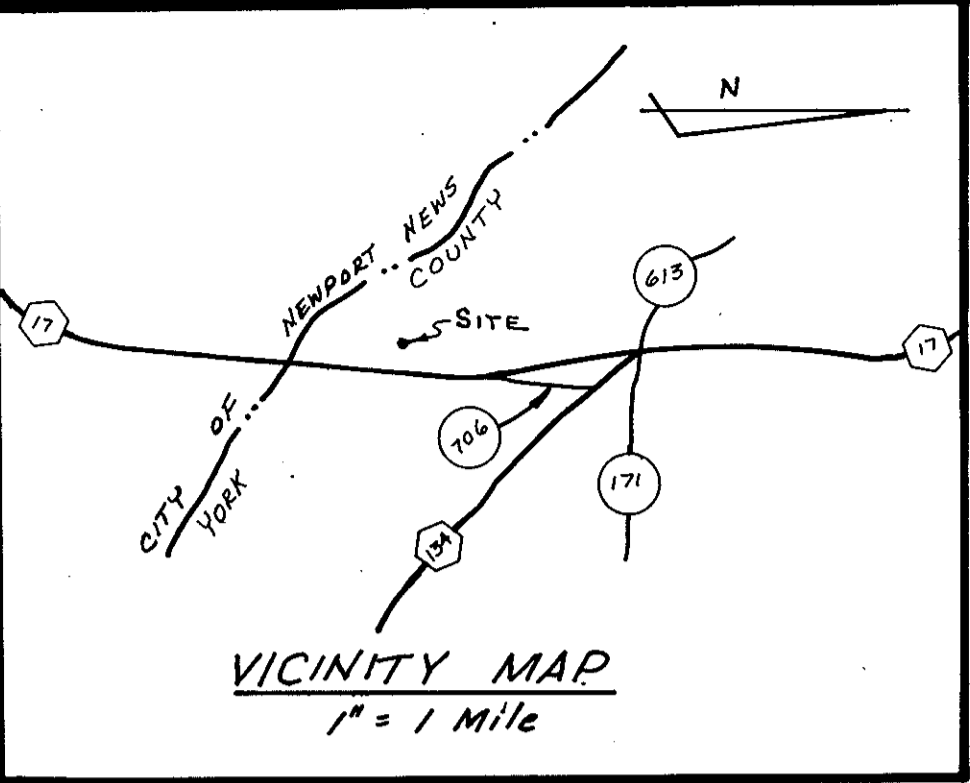 N
CITY OF NEWPORT NEWS
YORK COUNTY
SITE
17
17
613
706
171
134
VICINITY MAP
1" = 1 Mile